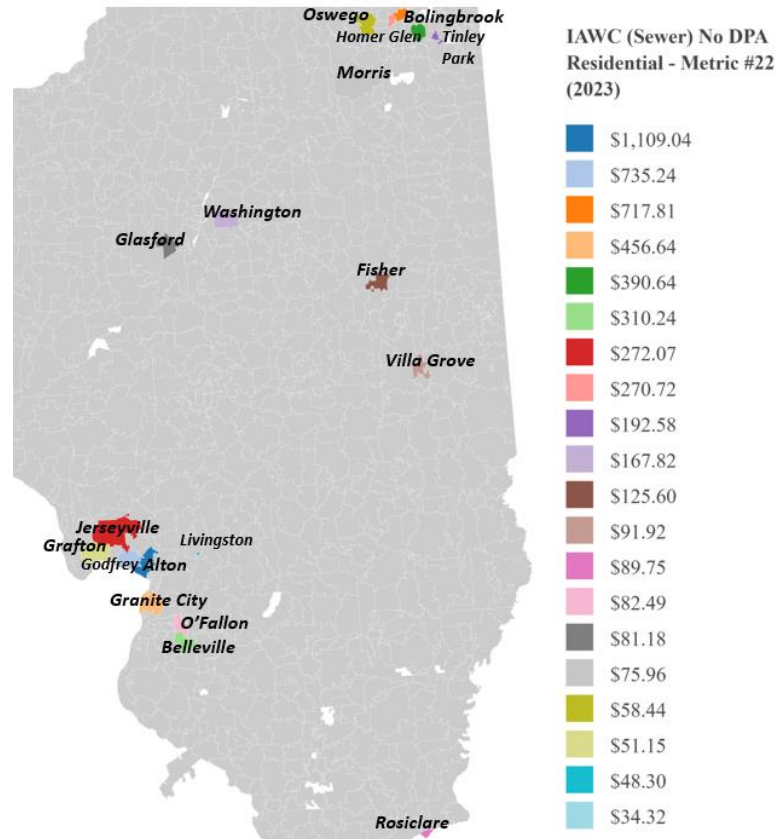 Oswego
Bolingbrook
Homer Glen
Tinley
Park
Morris
Washington
Glasford
Fisher
Villa Grove
Jerseyville
Grafton
Livingston
Godfrey
Alton
Granite City
O'Fallon
Belleville
Rosiclare
IAWC (Sewer) No DPA
Residential - Metric #22
(2023)
$1,109.04
$735.24
$717.81
$456.64
$390.64
$310.24
$272.07
$270.72
$192.58
$167.82
$125.60
$91.92
$89.75
$82.49
$81.18
$75.96
$58.44
$51.15
$48.30
$34.32